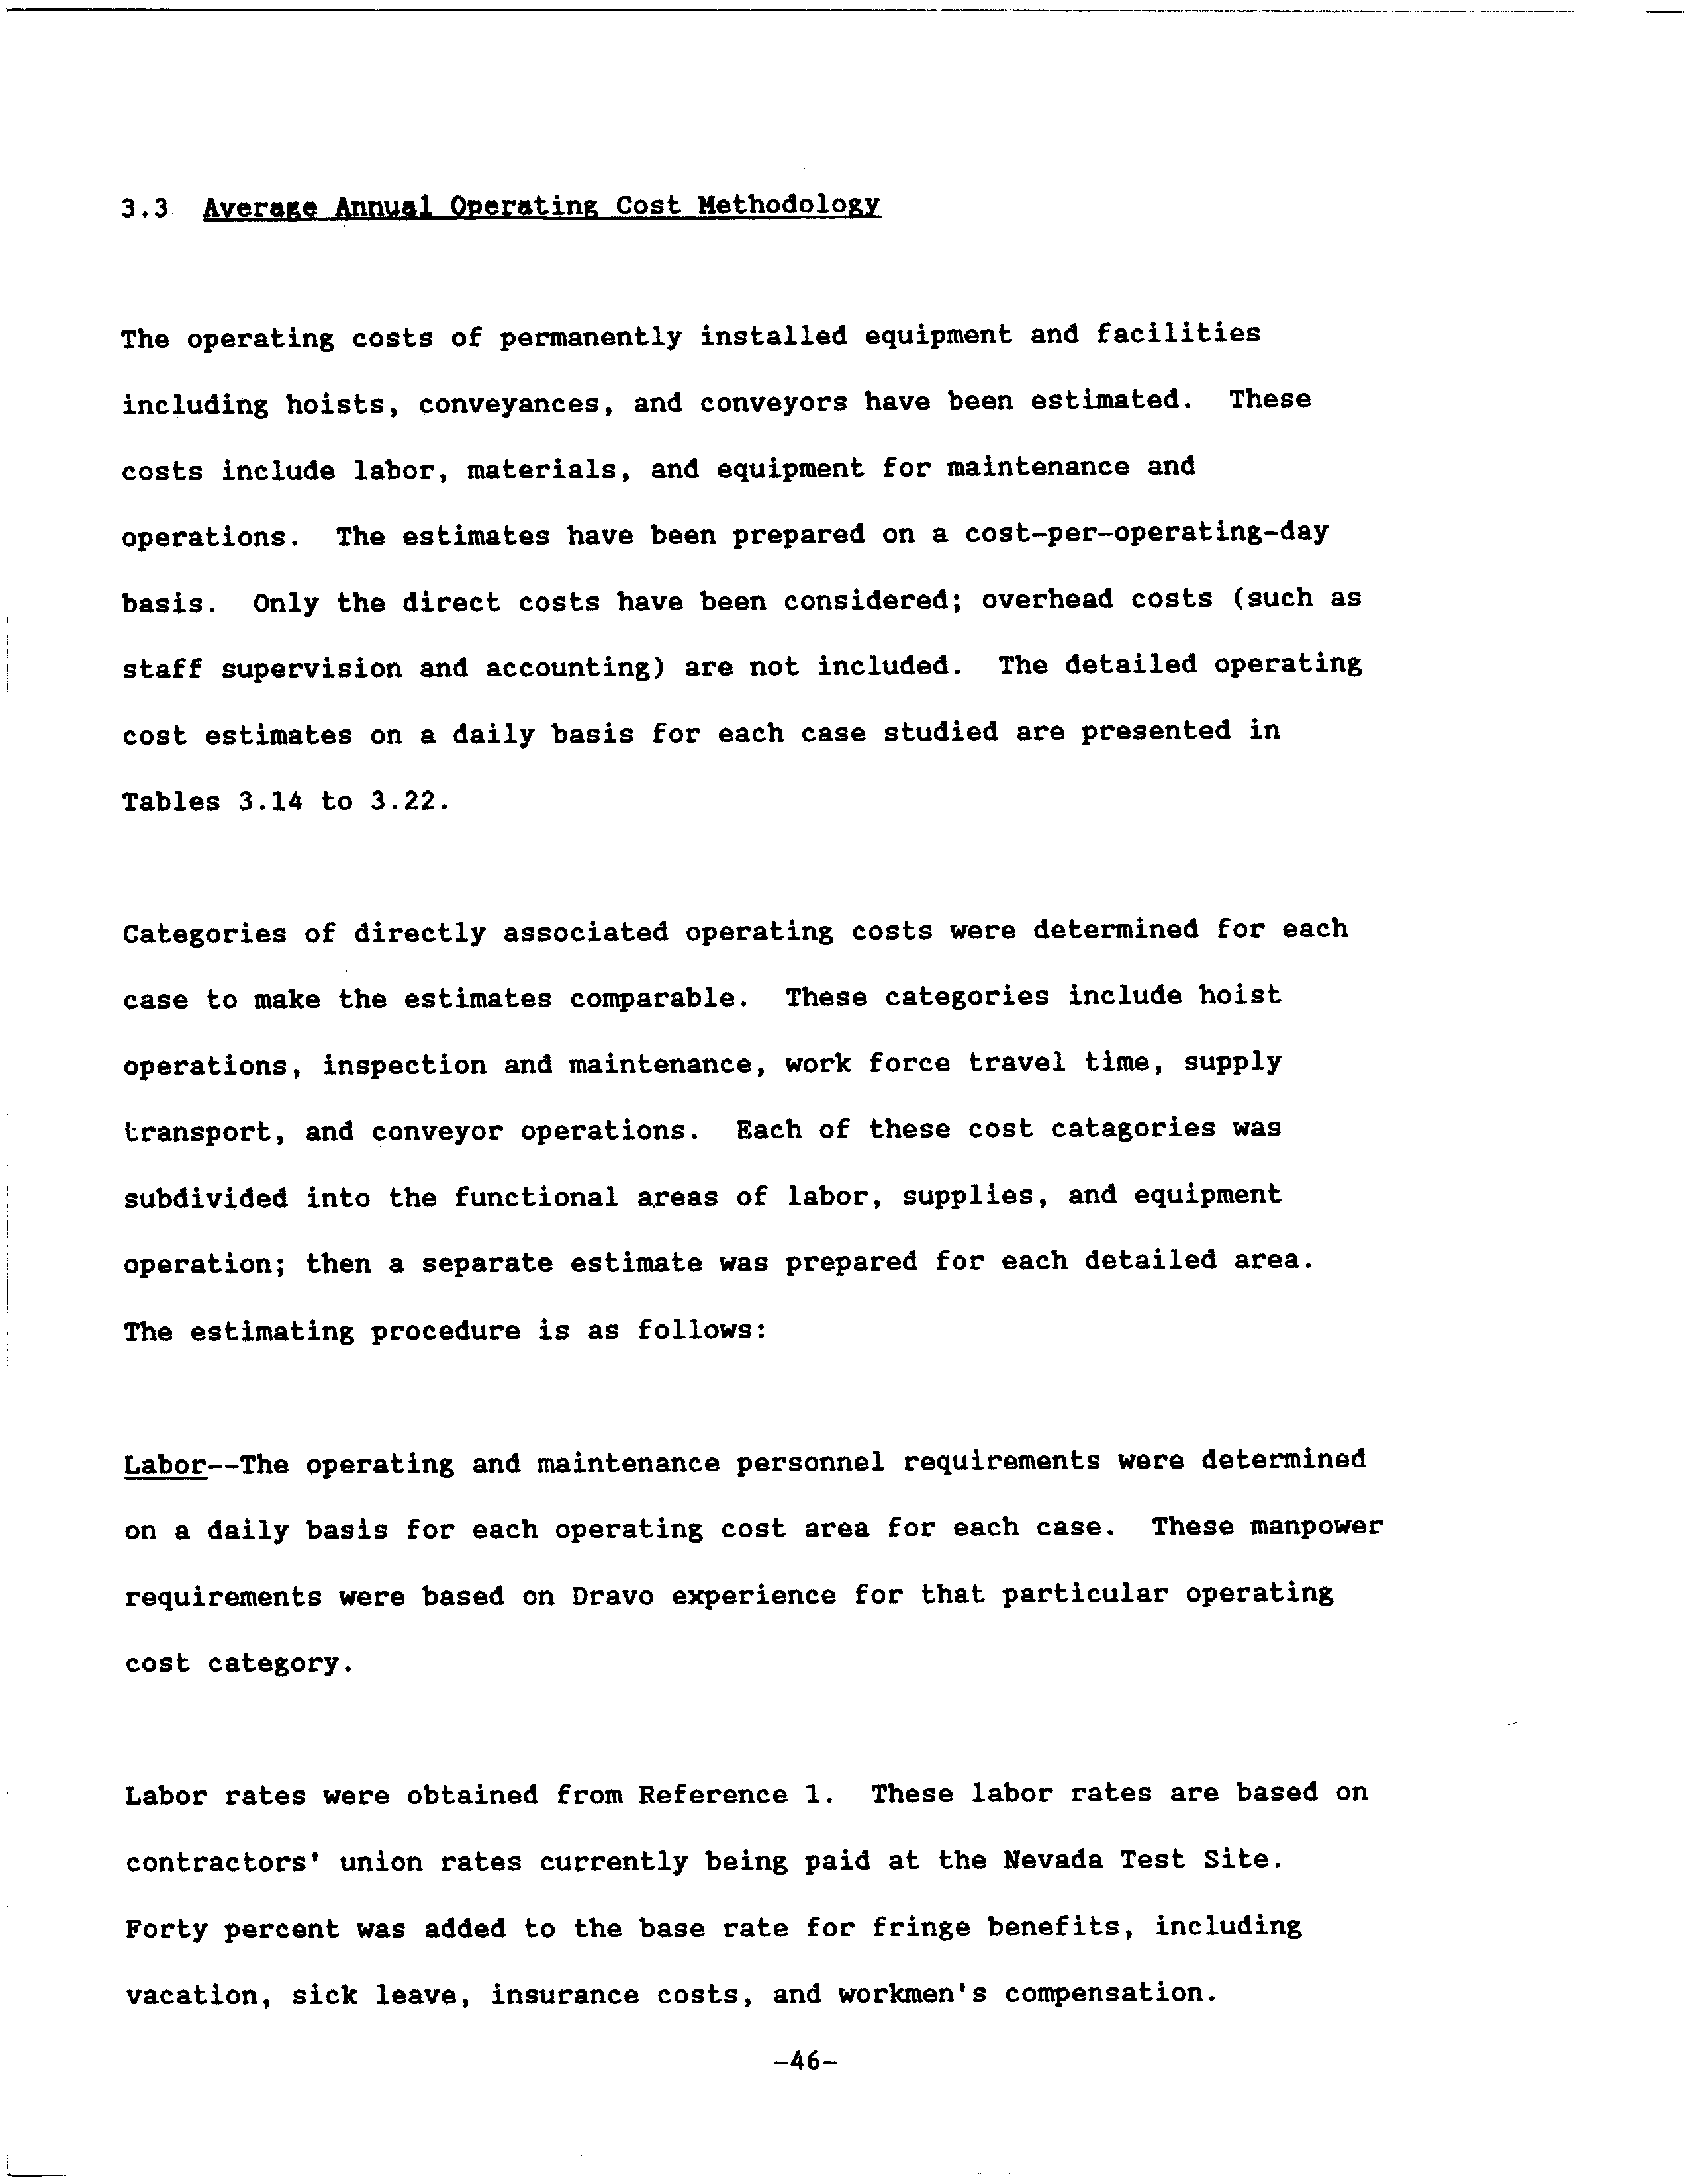 3.3 Average Annual Operating Cost Methodology
The operating costs of permanently installed equipment and facilities
including hoists, conveyances, and conveyors have been estimated. These
costs include labor, materials, and equipment for maintenance and
operations. The estimates have been prepared on a cost-per-operating-day
basis. Only the direct costs have been considered; overhead costs (such as
staff supervision and accounting) are not included. The detailed operating
cost estimates on a daily basis for each case studied are presented in
Tables 3.14 to 3.22.
Categories of directly associated operating costs were determined for each
case to make the estimates comparable. These categories include hoist
operations, inspection and maintenance, work force travel time, supply
transport, and conveyor operations. Each of these cost catagories was
subdivided into the functional areas of labor, supplies, and equipment
operation; then a separate estimate was prepared for each detailed area.
The estimating procedure is as follows:
Labor--The operating and maintenance personnel requirements were determined
on a daily basis for each operating cost area for each case. These manpower
requirements were based on Dravo experience for that particular operating
cost category.
Labor rates were obtained from Reference 1. These labor rates are based on
contractors' union rates currently being paid at the Nevada Test Site.
Forty percent was added to the base rate for fringe benefits, including
vacation, sick leave, insurance costs, and workmen's compensation.
-46-